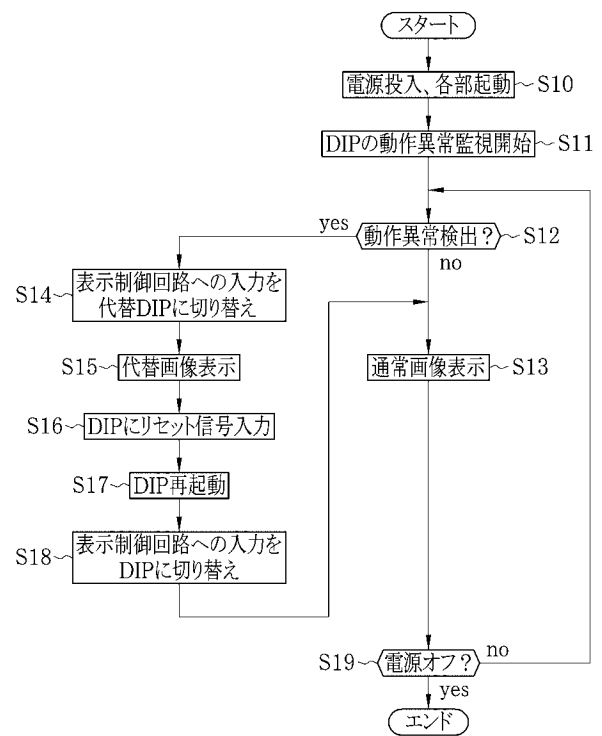 スタート
電源投入、各部起動
S10
DIPの動作異常監視開始
S11
動作異常検出？
S12
yes
no
S14
表示制御回路への入力を
代替DIPに切り替え
S15
代替画像表示
通常画像表示
S13
S16
DIPにリセット信号入力
S17
DIP再起動
S18
表示制御回路への入力を
DIPに切り替え
S19
電源オフ？
no
yes
エンド